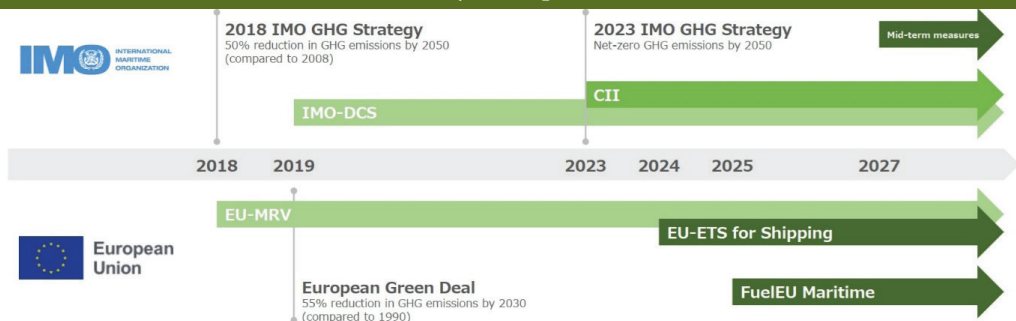 2018 IMO GHG Strategy
50% reduction in GHG emissions by 2050
(compared to 2008)
2023 IMO GHG Strategy
Net-zero GHG emissions by 2050
Mid-term measures
IMO
INTERNATIONAL
MARITIME
ORGANIZATION
CII
IMO-DCS
2018 2019 2023 2024 2025 2027
EU-MRV
EU-ETS for Shipping
European
Union
European Green Deal
55% reduction in GHG emissions by 2030
(compared to 1990)
FuelEU Maritime